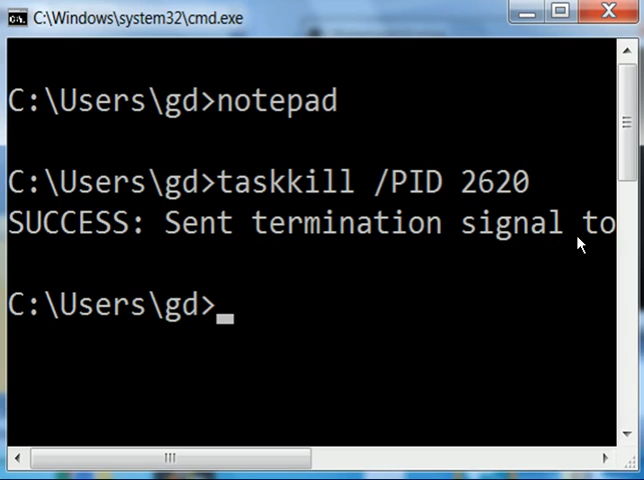 C:\Windows\system32\cmd.exe
C:\Users\gd>notepad
C:\Users\gd>taskkill /PID 2620
SUCCESS: Sent termination signal to
C:\Users\gd>